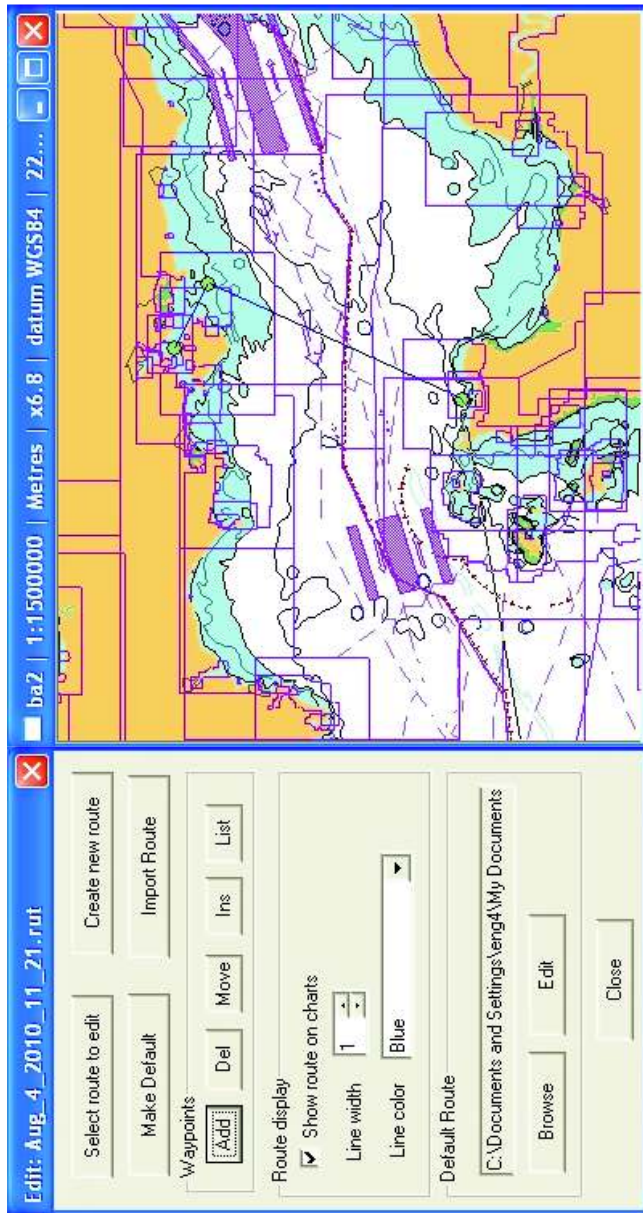 Edit: Aug_4_2010_11_21.rut
Select route to edit
Create new route
Make Default
Import Route
Waypoints
Add
Del
Move
Ins
List
Route display
Show route on charts
Line width
1
Line color
Blue
Default Route
C:\Documents and Settings\eng4\My Documents
Browse
Edit
Close
ba2 | 1:1500000 | Metres | x6.8 | datum WGS84 | 22...